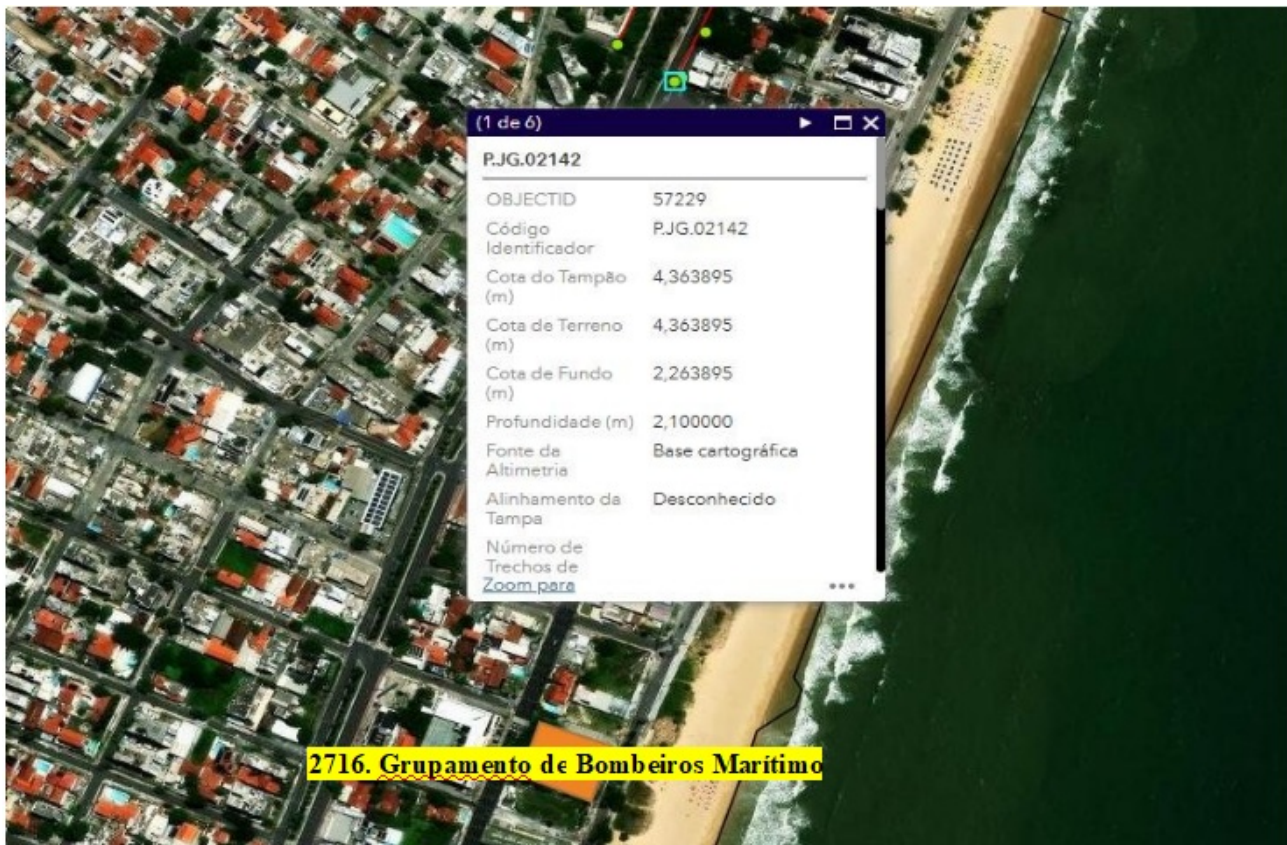 (1 de 6)
P.JG.02142
OBJECTID 57229
Código P.JG.02142
Identificador
Cota do Tampão 4,363895
(m)
Cota de Terreno 4,363895
(m)
Cota de Fundo 2,263895
(m)
Profundidade (m) 2,100000
Fonte da Base cartográfica
Altimetria
Alinhamento da Desconhecido
Tampa
Número de
Trechos de
Zoom para
2716. Grupamento de Bombeiros Marítimo